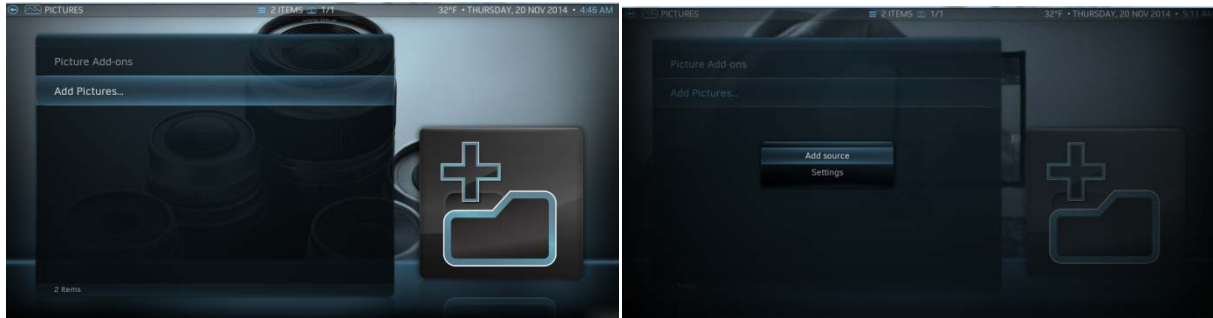 PICTURES
2 ITEMS 1/1
32°F • THURSDAY, 20 NOV 2014 • 4:46 AM
Picture Add-ons
Add Pictures...
2 Items
PICTURES
2 ITEMS 1/1
32°F • THURSDAY, 20 NOV 2014 • 5:11 AM
Picture Add-ons
Add Pictures...
Add source
Settings